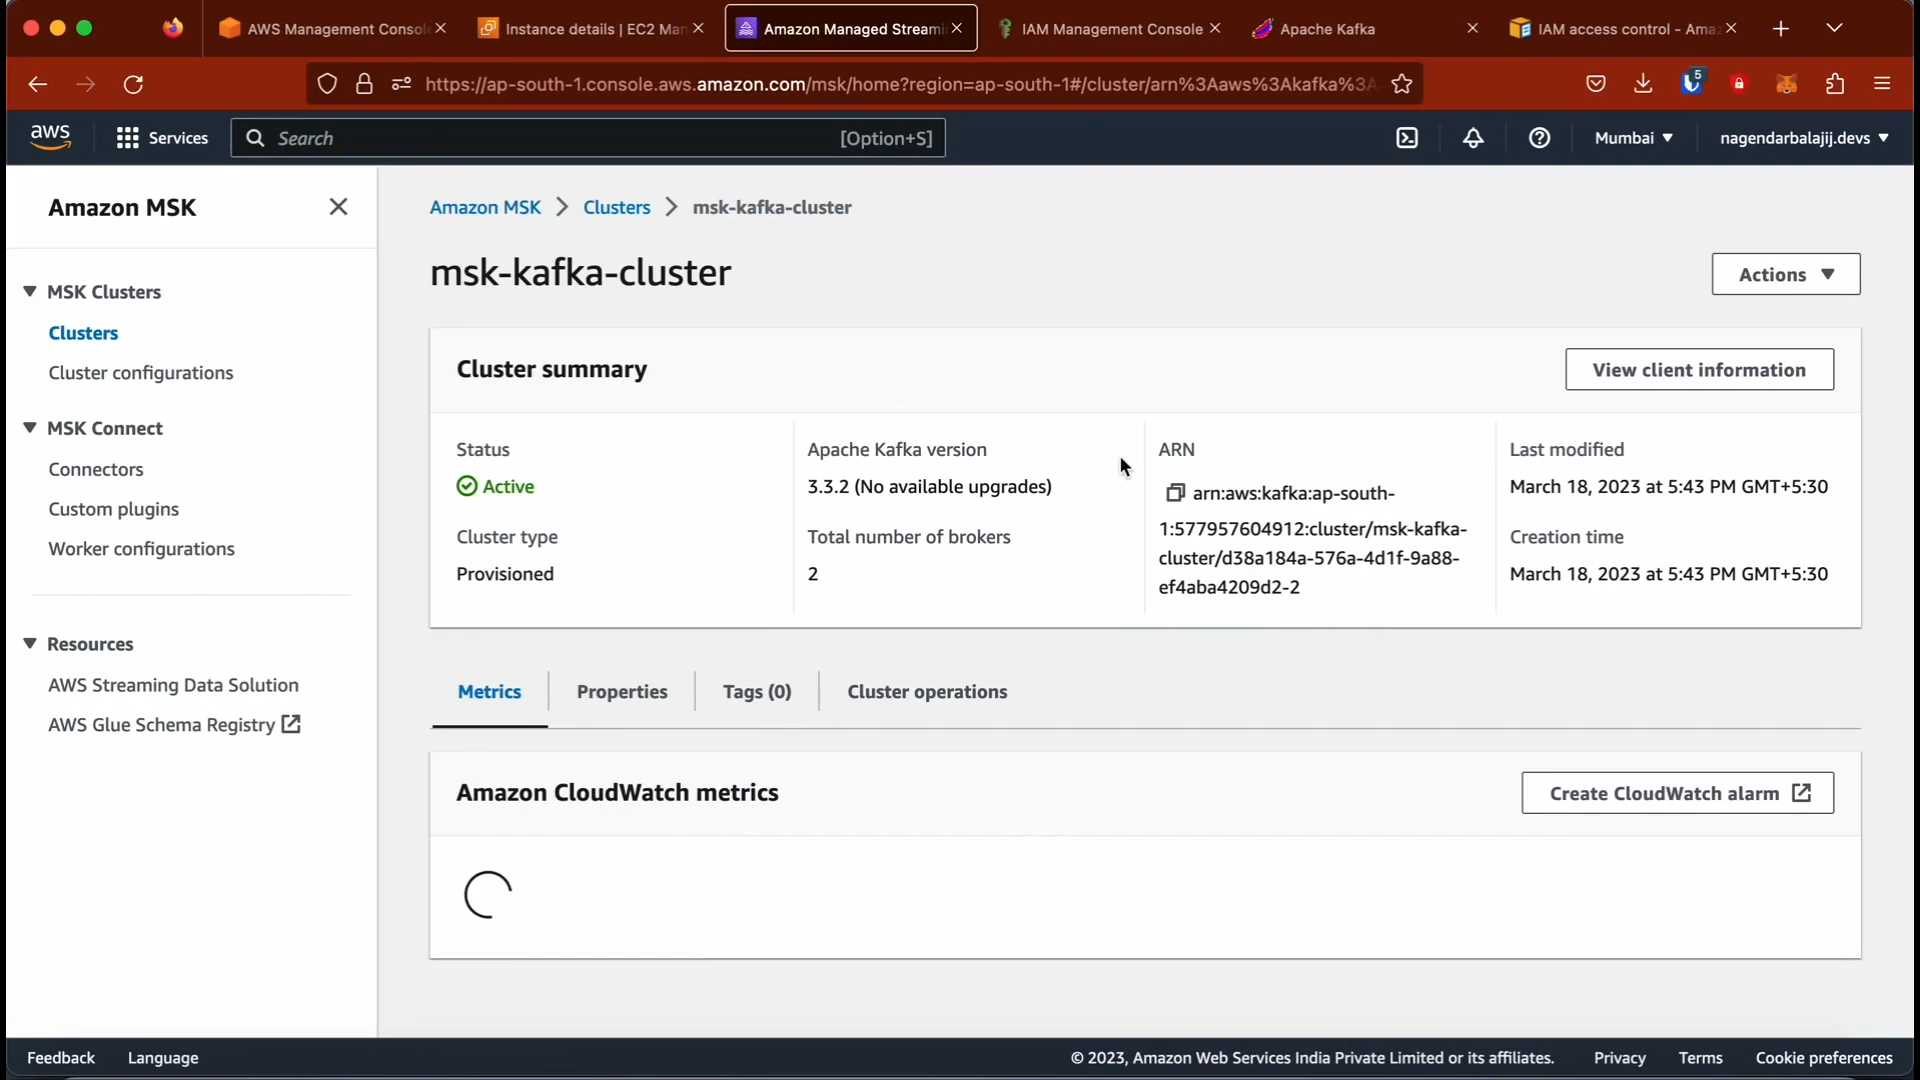 AWS Management Consol
Instance details | EC2 Man
Amazon Managed Streami
IAM Management Console
Apache Kafka
IAM access control - Amaz
https://ap-south-1.console.aws.amazon.com/msk/home?region=ap-south-1#/cluster/arn%3Aaws%3Akafka%3A
5
aws
Services
Search
[Option+S]
Mumbai
nagendarbalajij.devs
Amazon MSK
MSK Clusters
Clusters
Cluster configurations
MSK Connect
Connectors
Custom plugins
Worker configurations
Resources
AWS Streaming Data Solution
AWS Glue Schema Registry
Amazon MSK
Clusters
msk-kafka-cluster
msk-kafka-cluster
Actions
Cluster summary
View client information
Status
Active
Cluster type
Provisioned
Apache Kafka version
3.3.2 (No available upgrades)
Total number of brokers
2
ARN
arn:aws:kafka:ap-south-
1:577957604912:cluster/msk-kafka-
cluster/d38a184a-576a-4d1f-9a88-
ef4aba4209d2-2
Last modified
March 18, 2023 at 5:43 PM GMT+5:30
Creation time
March 18, 2023 at 5:43 PM GMT+5:30
Metrics
Properties
Tags (0)
Cluster operations
Amazon CloudWatch metrics
Create CloudWatch alarm
Feedback
Language
© 2023, Amazon Web Services India Private Limited or its affiliates.
Privacy
Terms
Cookie preferences